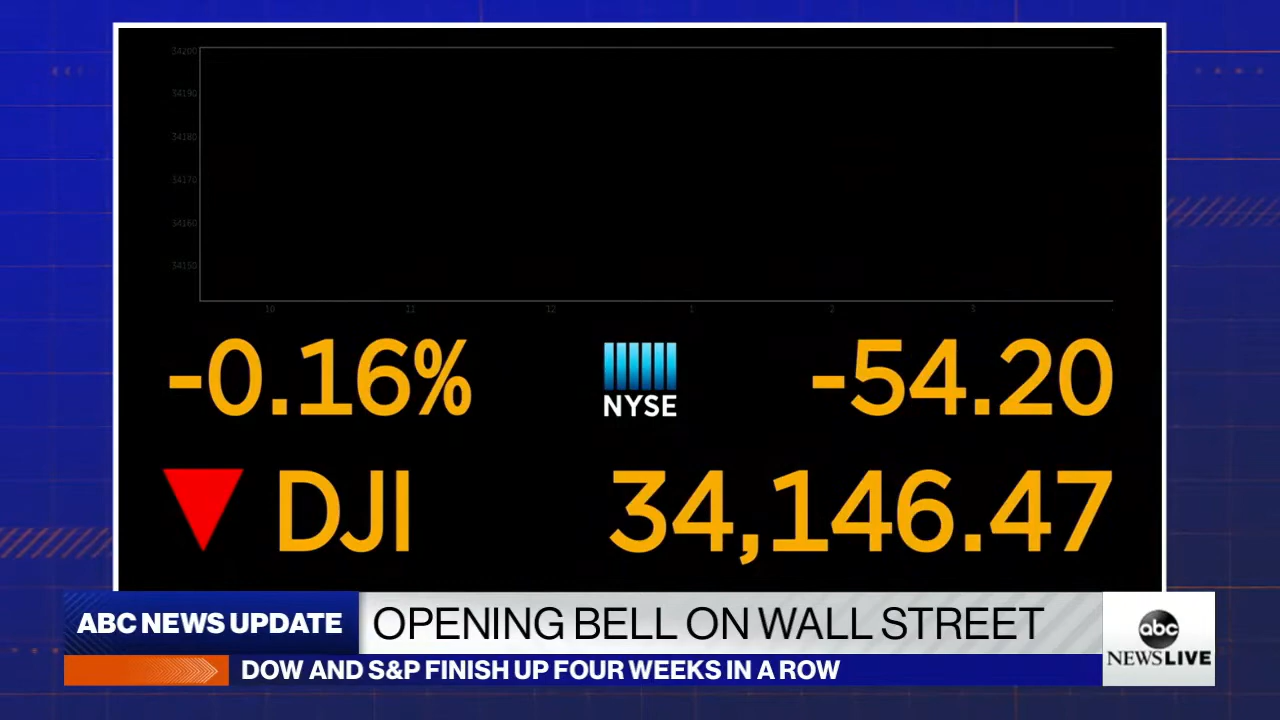 34200
34190
34180
34170
34160
34150
10 11 12 1 2 3
-0.16% NYSE -54.20
DJI 34,146.47
ABC NEWS UPDATE OPENING BELL ON WALL STREET
DOW AND S&P FINISH UP FOUR WEEKS IN A ROW
abc
NEWS LIVE